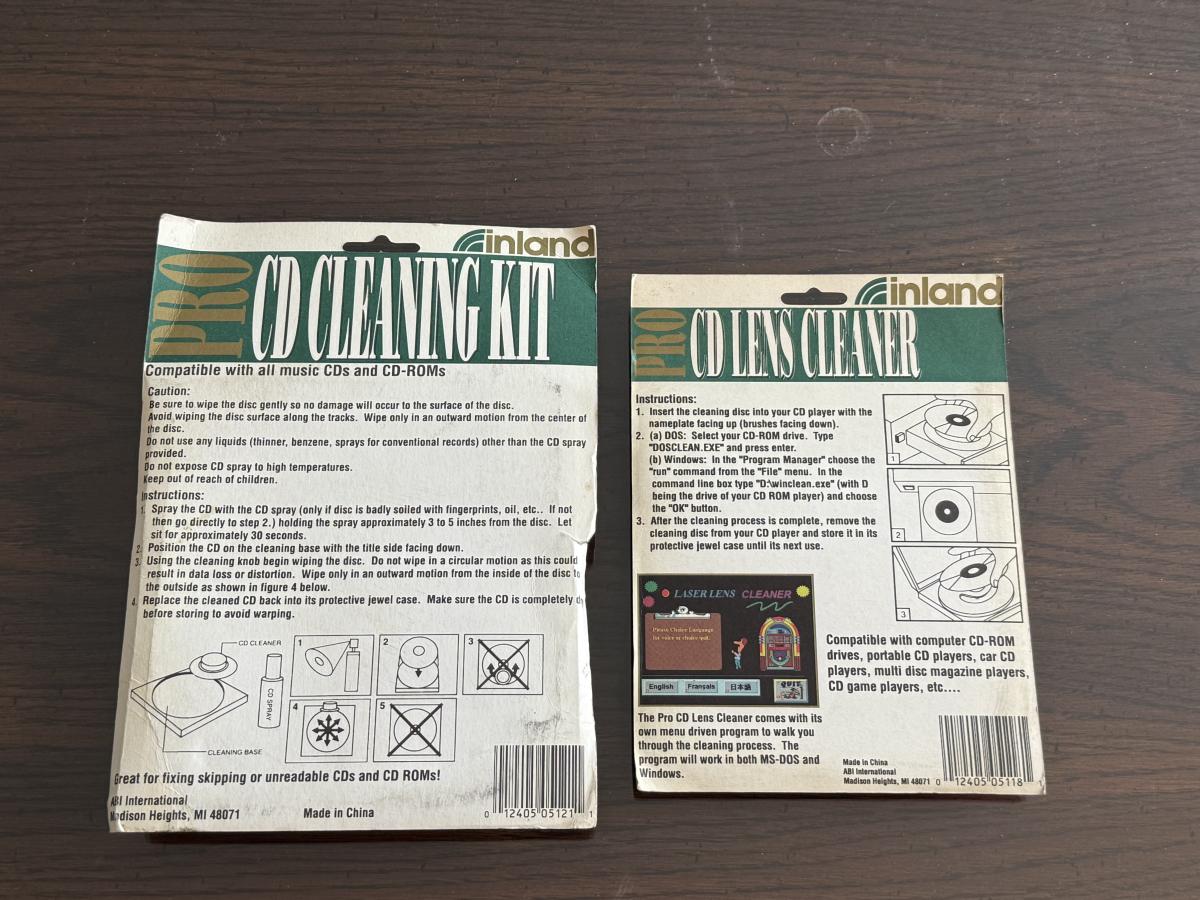 inland
PRO
CD CLEANING KIT
Compatible with all music CDs and CD-ROMs
Caution:
Be sure to wipe the disc gently so no damage will occur to the surface of the disc.
Avoid wiping the disc surface along the tracks. Wipe only in an outward motion from the center of
the disc.
Do not use any liquids (thinner, benzene, sprays for conventional records) other than the CD spray
provided.
Do not expose CD spray to high temperatures.
Keep out of reach of children.
Instructions:
1. Spray the CD with the CD spray (only if disc is badly soiled with fingerprints, oil, etc.. If not
then go directly to step 2.) holding the spray approximately 3 to 5 inches from the disc. Let
sit for approximately 30 seconds.
2. Position the CD on the cleaning base with the title side facing down.
3. Using the cleaning knob begin wiping the disc. Do not wipe in a circular motion as this could
result in data loss or distortion. Wipe only in an outward motion from the inside of the disc to
the outside as shown in figure 4 below.
4. Replace the cleaned CD back into its protective jewel case. Make sure the CD is completely
before storing to avoid warping.
CD CLEANER
CD SPRAY
CLEANING BASE
1
2
3
4
5
Great for fixing skipping or unreadable CDs and CD ROMs!
ABI International
Madison Heights, MI 48071
Made in China
0 12405 05121 1
inland
PRO
CD LENS CLEANER
Instructions:
1. Insert the cleaning disc into your CD player with the
nameplate facing up (brushes facing down).
2. (a) DOS: Select your CD-ROM drive. Type
"DOSCLEAN.EXE" and press enter.
(b) Windows: In the "Program Manager" choose the
"run" command from the "File" menu. In the
command line box type "D:\winclean.exe" (with D
being the drive of your CD ROM player) and choose
the "OK" button.
3. After the cleaning process is complete, remove the
cleaning disc from your CD player and store it in its
protective jewel case until its next use.
1
2
3
LASER LENS CLEANER
Please Choice Language
for voice or choice quit.
English
Français
日本語
QUIT
Compatible with computer CD-ROM
drives, portable CD players, car CD
players, multi disc magazine players,
CD game players, etc....
The Pro CD Lens Cleaner comes with its
own menu driven program to walk you
through the cleaning process. The
program will work in both MS-DOS and
Windows.
Made in China
ABI International
Madison Heights, MI 48071
0 12405 05118 1